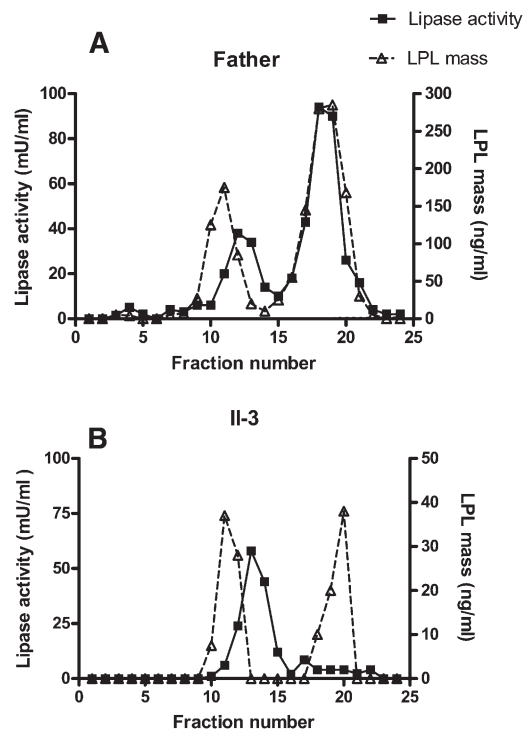 Lipase activity
LPL mass
A
Father
Lipase activity (mU/ml)
100
80
60
40
20
0
LPL mass (ng/ml)
300
250
200
150
100
50
0
0 5 10 15 20 25
Fraction number
B
II-3
Lipase activity (mU/ml )
100
75
50
25
0
LPL mass (ng/ml)
50
40
30
20
10
0
0 5 10 15 20 25
Fraction number